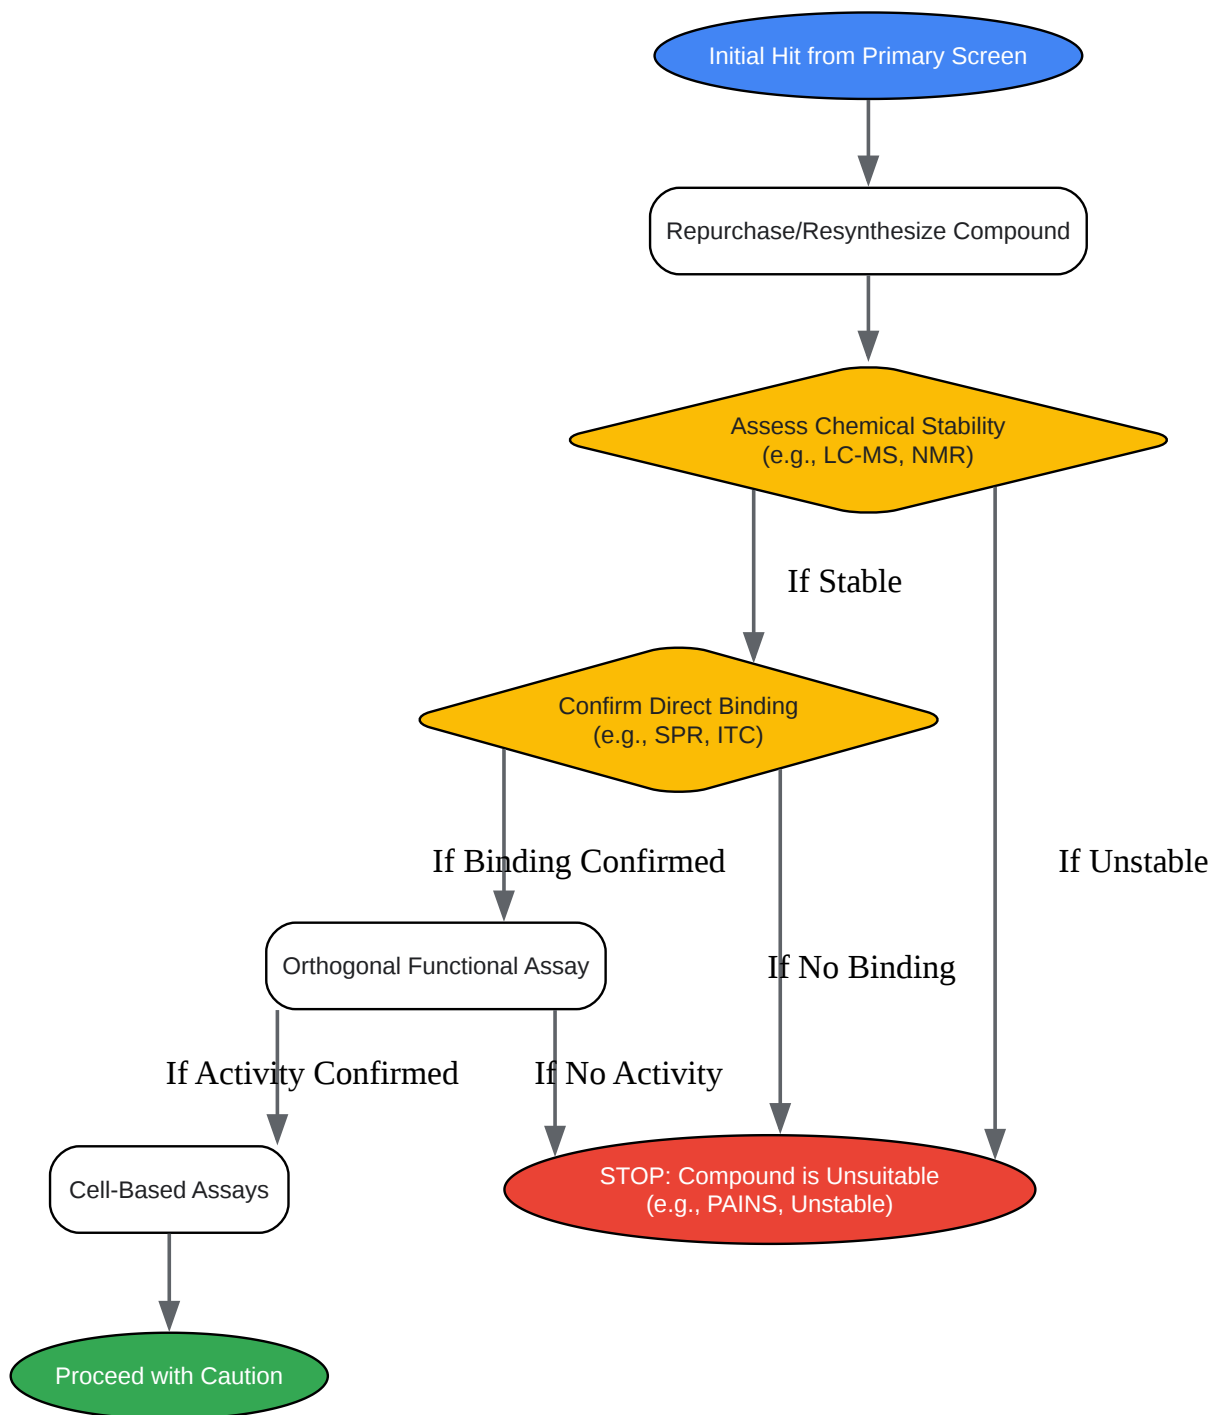 Initial Hit from Primary Screen
Repurchase/Resynthesize Compound
Assess Chemical Stability
(e.g., LC-MS, NMR)
If Stable
Confirm Direct Binding
(e.g., SPR, ITC)
If Binding Confirmed
If Unstable
Orthogonal Functional Assay
If No Binding
If Activity Confirmed
If No Activity
Cell-Based Assays
STOP: Compound is Unsuitable
(e.g., PAINS, Unstable)
Proceed with Caution